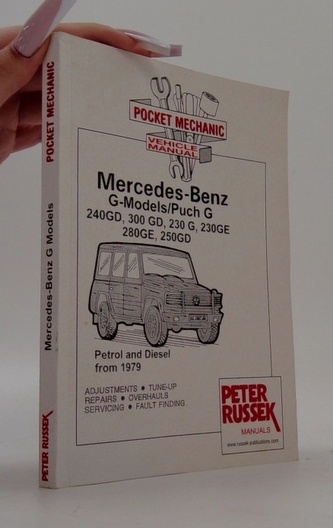 POCKET MECHANIC
VEHICLE
MANUAL
Mercedes-Benz
G-Models/Puch G
240GD, 300 GD, 230 G, 230GE
280GE, 250GD
Petrol and Diesel
from 1979
ADJUSTMENTS • TUNE-UP
REPAIRS • OVERHAULS
SERVICING • FAULT FINDING
PETER
RUSSEK
MANUALS
www.russek-publications.com
POCKET MECHANIC
Mercedes-Benz G Models
PETER RUSSEK